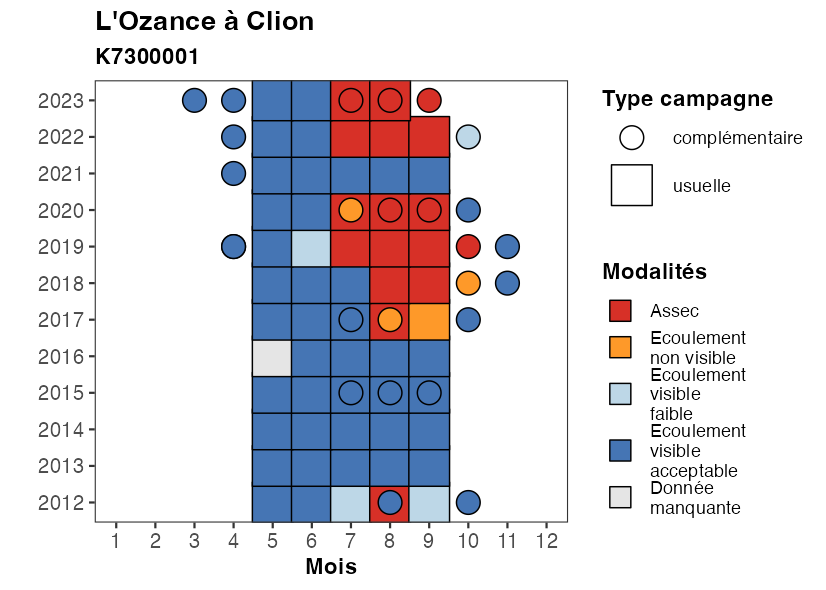 L'Ozance à Clion
K7300001
2023
2022
2021
2020
2019
2018
2017
2016
2015
2014
2013
2012
1 2 3 4 5 6 7 8 9 10 11 12
Mois
Type campagne
complémentaire
usuelle
Modalités
Assec
Ecoulement
non visible
Ecoulement
visible
faible
Ecoulement
visible
acceptable
Donnée
manquante